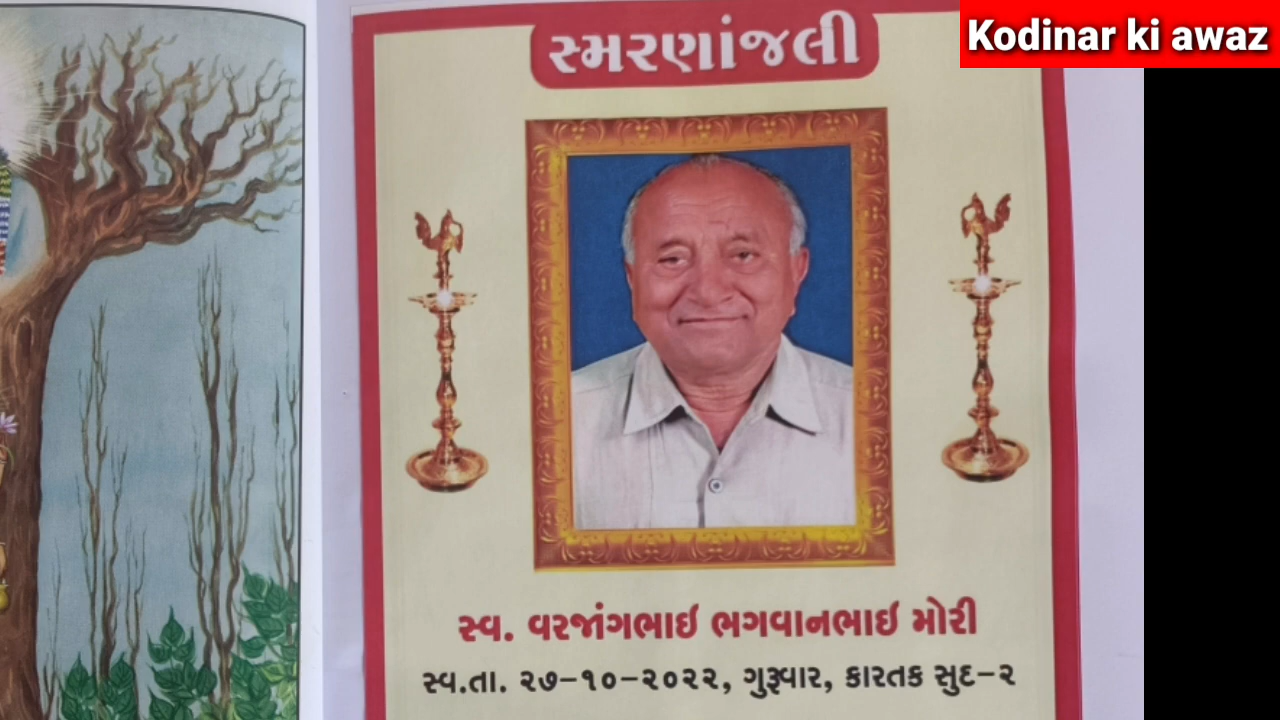 સ્મરણાંજલી
Kodinar ki awaz
સ્વ. વરજાંગભાઈ ભગવાનભાઈ મોરી
સ્વ.તા. ૨૭-૧૦-૨૦૨૨, ગુરૂવાર, કારતક સુદ-૨